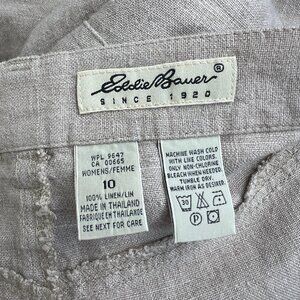 Eddie Bauer ®
SINCE 1920
WPL 9647
CA 00665
WOMENS/FEMME
10
100% LINEN/LIN
MADE IN THAILAND
FABRIQUE EN THAILANDE
SEE NEXT FOR CARE
MACHINE WASH COLD
WITH LIKE COLORS.
ONLY NON-CHLORINE
BLEACH WHEN NEEDED.
TUMBLE DRY.
WARM IRON AS DESIRED.
30